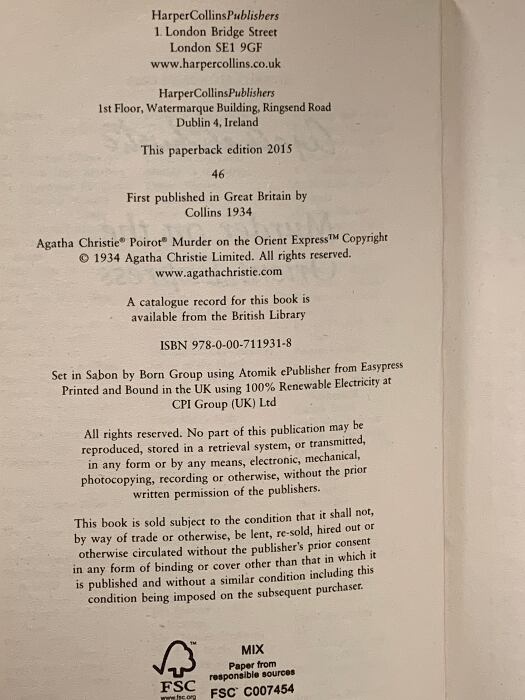 HarperCollinsPublishers
1 London Bridge Street
London SE1 9GF
www.harpercollins.co.uk
HarperCollinsPublishers
1st Floor, Watermarque Building, Ringsend Road
Dublin 4, Ireland
This paperback edition 2015
46
First published in Great Britain by
Collins 1934
Agatha Christie® Poirot® Murder on the Orient Express™ Copyright
© 1934 Agatha Christie Limited. All rights reserved.
www.agathachristie.com
A catalogue record for this book is
available from the British Library
ISBN 978-0-00-711931-8
Set in Sabon by Born Group using Atomik ePublisher from Easypress
Printed and Bound in the UK using 100% Renewable Electricity at
CPI Group (UK) Ltd
All rights reserved. No part of this publication may be
reproduced, stored in a retrieval system, or transmitted,
in any form or by any means, electronic, mechanical,
photocopying, recording or otherwise, without the prior
written permission of the publishers.
This book is sold subject to the condition that it shall not,
by way of trade or otherwise, be lent, re-sold, hired out or
otherwise circulated without the publisher's prior consent
in any form of binding or cover other than that in which it
is published and without a similar condition including this
condition being imposed on the subsequent purchaser.
MIX
Paper from
responsible sources
FSC® C007454
™
FSC
www.fsc.org